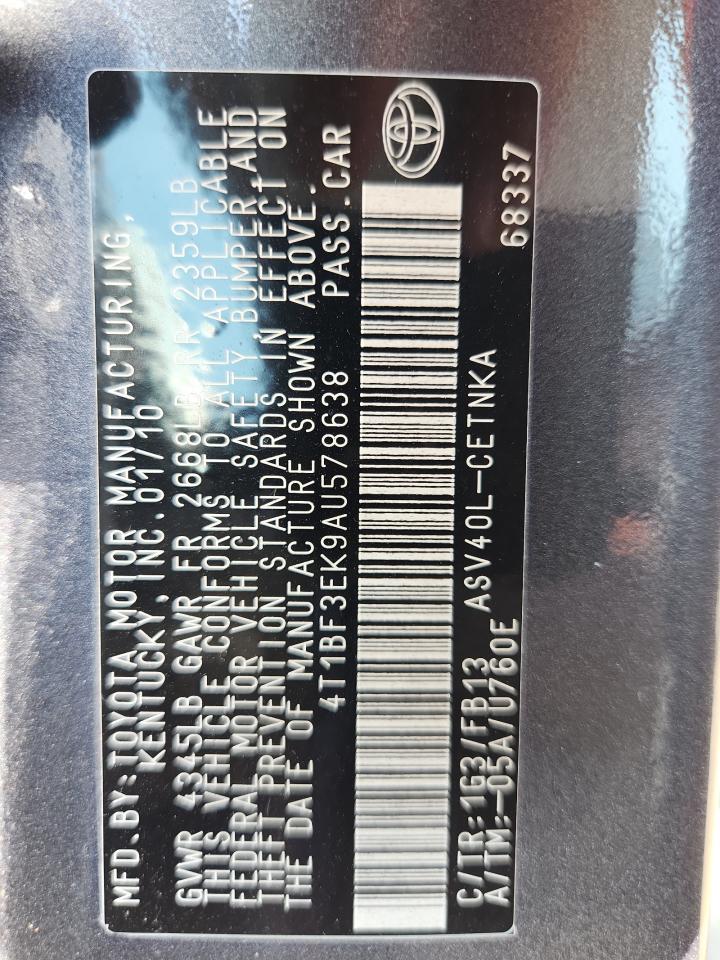 MFD.BY:TOYOTA MOTOR MANUFACTURING,
KENTUCKY, INC.01/10
GVWR 4345LB GAWR FR 2668LB RR 2359LB
THIS VEHICLE CONFORMS TO ALL APPLICABLE
FEDERAL MOTOR VEHICLE SAFETY,BUMPER,AND
THEFT PREVENTION STANDARDS IN EFFECT ON
THE DATE OF MANUFACTURE SHOWN ABOVE.
4T1BF3EK9AU578638 PASS.CAR
C/TR:1G3/FB13 ASV40L-CETNKA
A/TM:-05A/U760E 68337